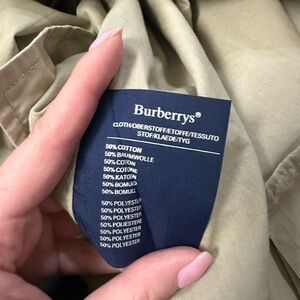 Burberrys®
CLOTH/OBERSTOFF/ETOFFE/TESSUTO
STOF/KLAEDE/TYG
50% COTTON
50% BAUMWOLLE
50% COTON
50% COTONE
50% KATOEN
50% BOMULD
50% BOMULL
50% POLYESTER
50% POLYESTER
50% POLYESTER
50% POLIESTERE
50% POLYESTER
50% POLYESTER
50% POLYESTER